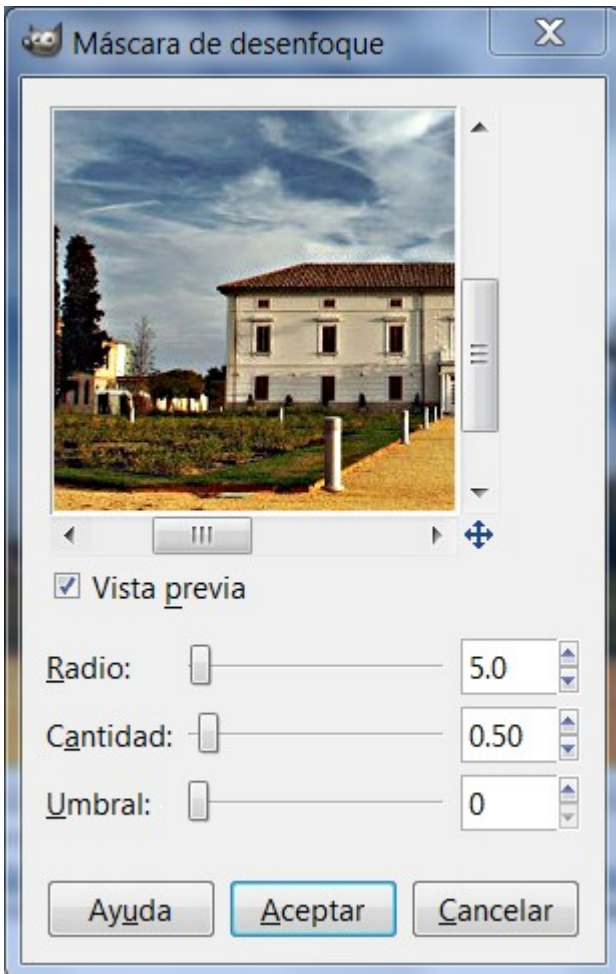 Máscara de desenfoque
Vista previa
Radio: 5.0
Cantidad: 0.50
Umbral: 0
Ayuda Aceptar Cancelar